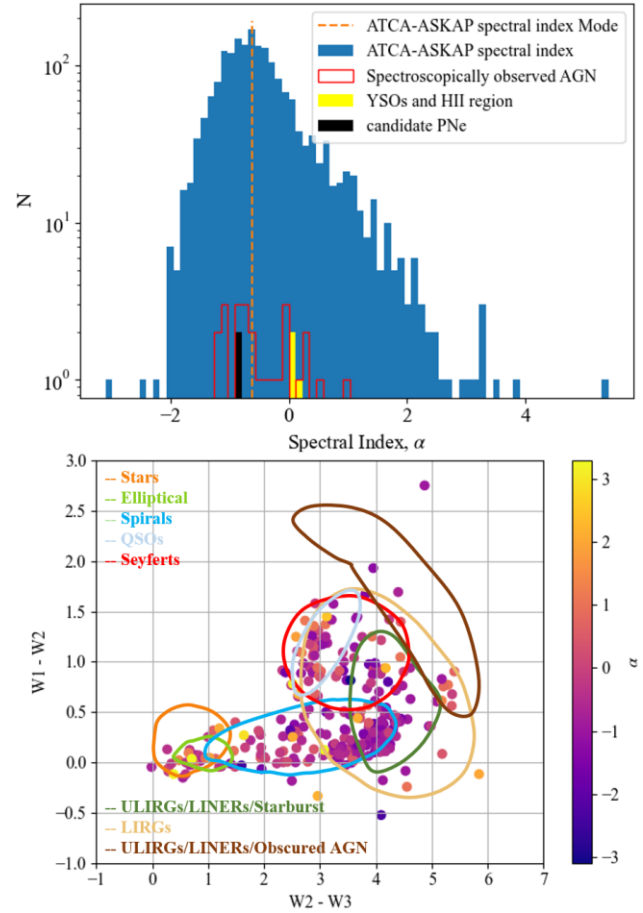 ATCA-ASKAP spectral index Mode
ATCA-ASKAP spectral index
Spectroscopically observed AGN
YSOs and HII region
candidate PNe
10²
10¹
10⁰
N
−2
0
2
4
Spectral Index, α
3.0
2.5
2.0
1.5
1.0
0.5
0.0
−0.5
−1.0
W1 - W2
-- Stars
-- Elliptical
-- Spirals
-- QSOs
-- Seyferts
-- ULIRGs/LINERs/Starburst
-- LIRGs
-- ULIRGs/LINERs/Obscured AGN
−1
0
1
2
3
4
5
6
7
W2 - W3
3
2
1
0
−1
−2
−3
α